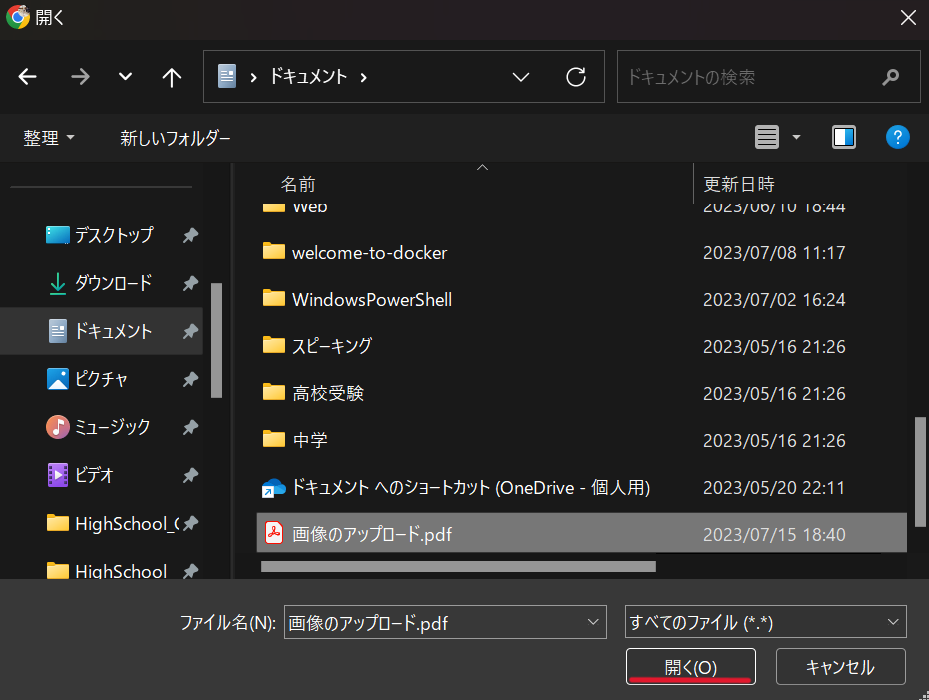 開く
ドキュメント
ドキュメントの検索
整理
新しいフォルダー
?
名前
更新日時
デスクトップ
ダウンロード
ドキュメント
ピクチャ
ミュージック
ビデオ
HighSchool_
HighSchool
Web 2023/06/10 18:44
welcome-to-docker 2023/07/08 11:17
WindowsPowerShell 2023/07/02 16:24
スピーキング 2023/05/16 21:26
高校受験 2023/05/16 21:26
中学 2023/05/16 21:26
ドキュメント へのショートカット (OneDrive - 個人用) 2023/05/20 22:11
画像のアップロード.pdf 2023/07/15 18:40
ファイル名(N):
画像のアップロード.pdf
すべてのファイル (*.*)
開く(O)
キャンセル